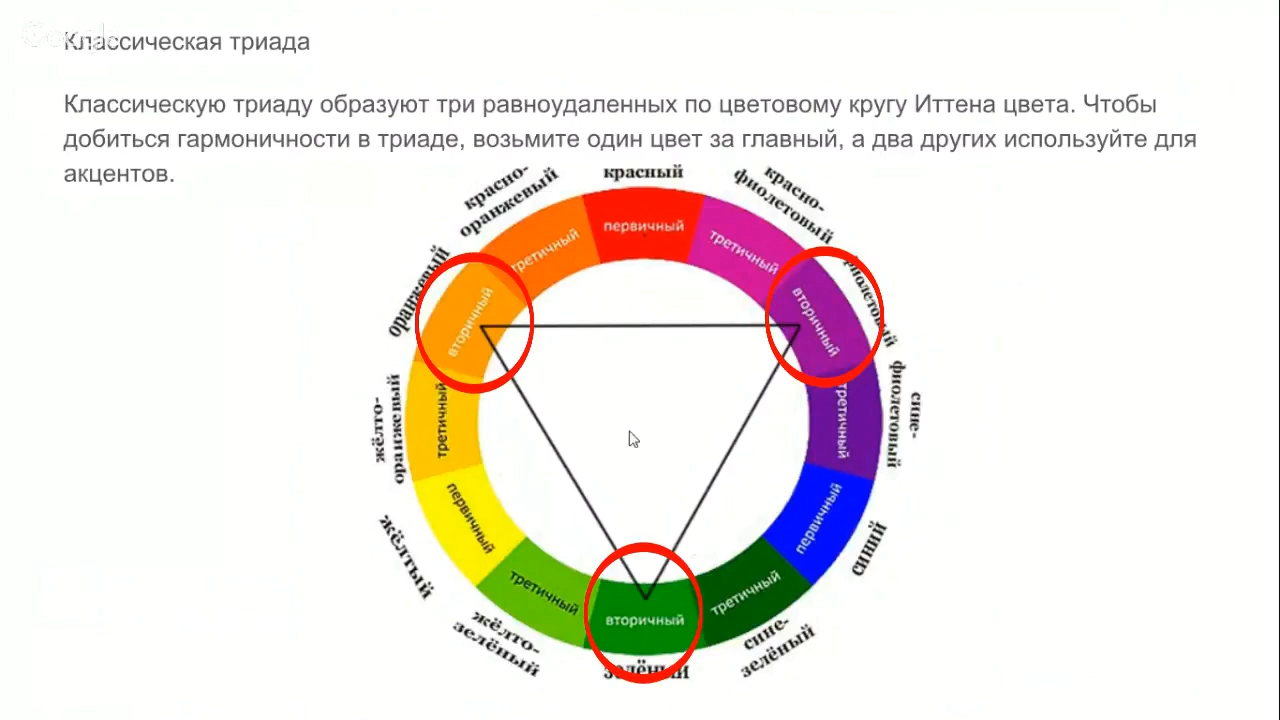 Классическая триада
Классическую триаду образуют три равноудаленных по цветовому кругу Иттена цвета. Чтобы
добиться гармоничности в триаде, возьмите один цвет за главный, а два других используйте для
акцентов.
красный
первичный
красно-
фиолетовый
третичный
фиолетовый
вторичный
сине-
фиолетовый
третичный
синий
первичный
сине-
зелёный
третичный
зелёный
вторичный
жёлто-
зелёный
третичный
жёлтый
первичный
жёлто-
оранжевый
третичный
оранжевый
вторичный
красно-
оранжевый
третичный